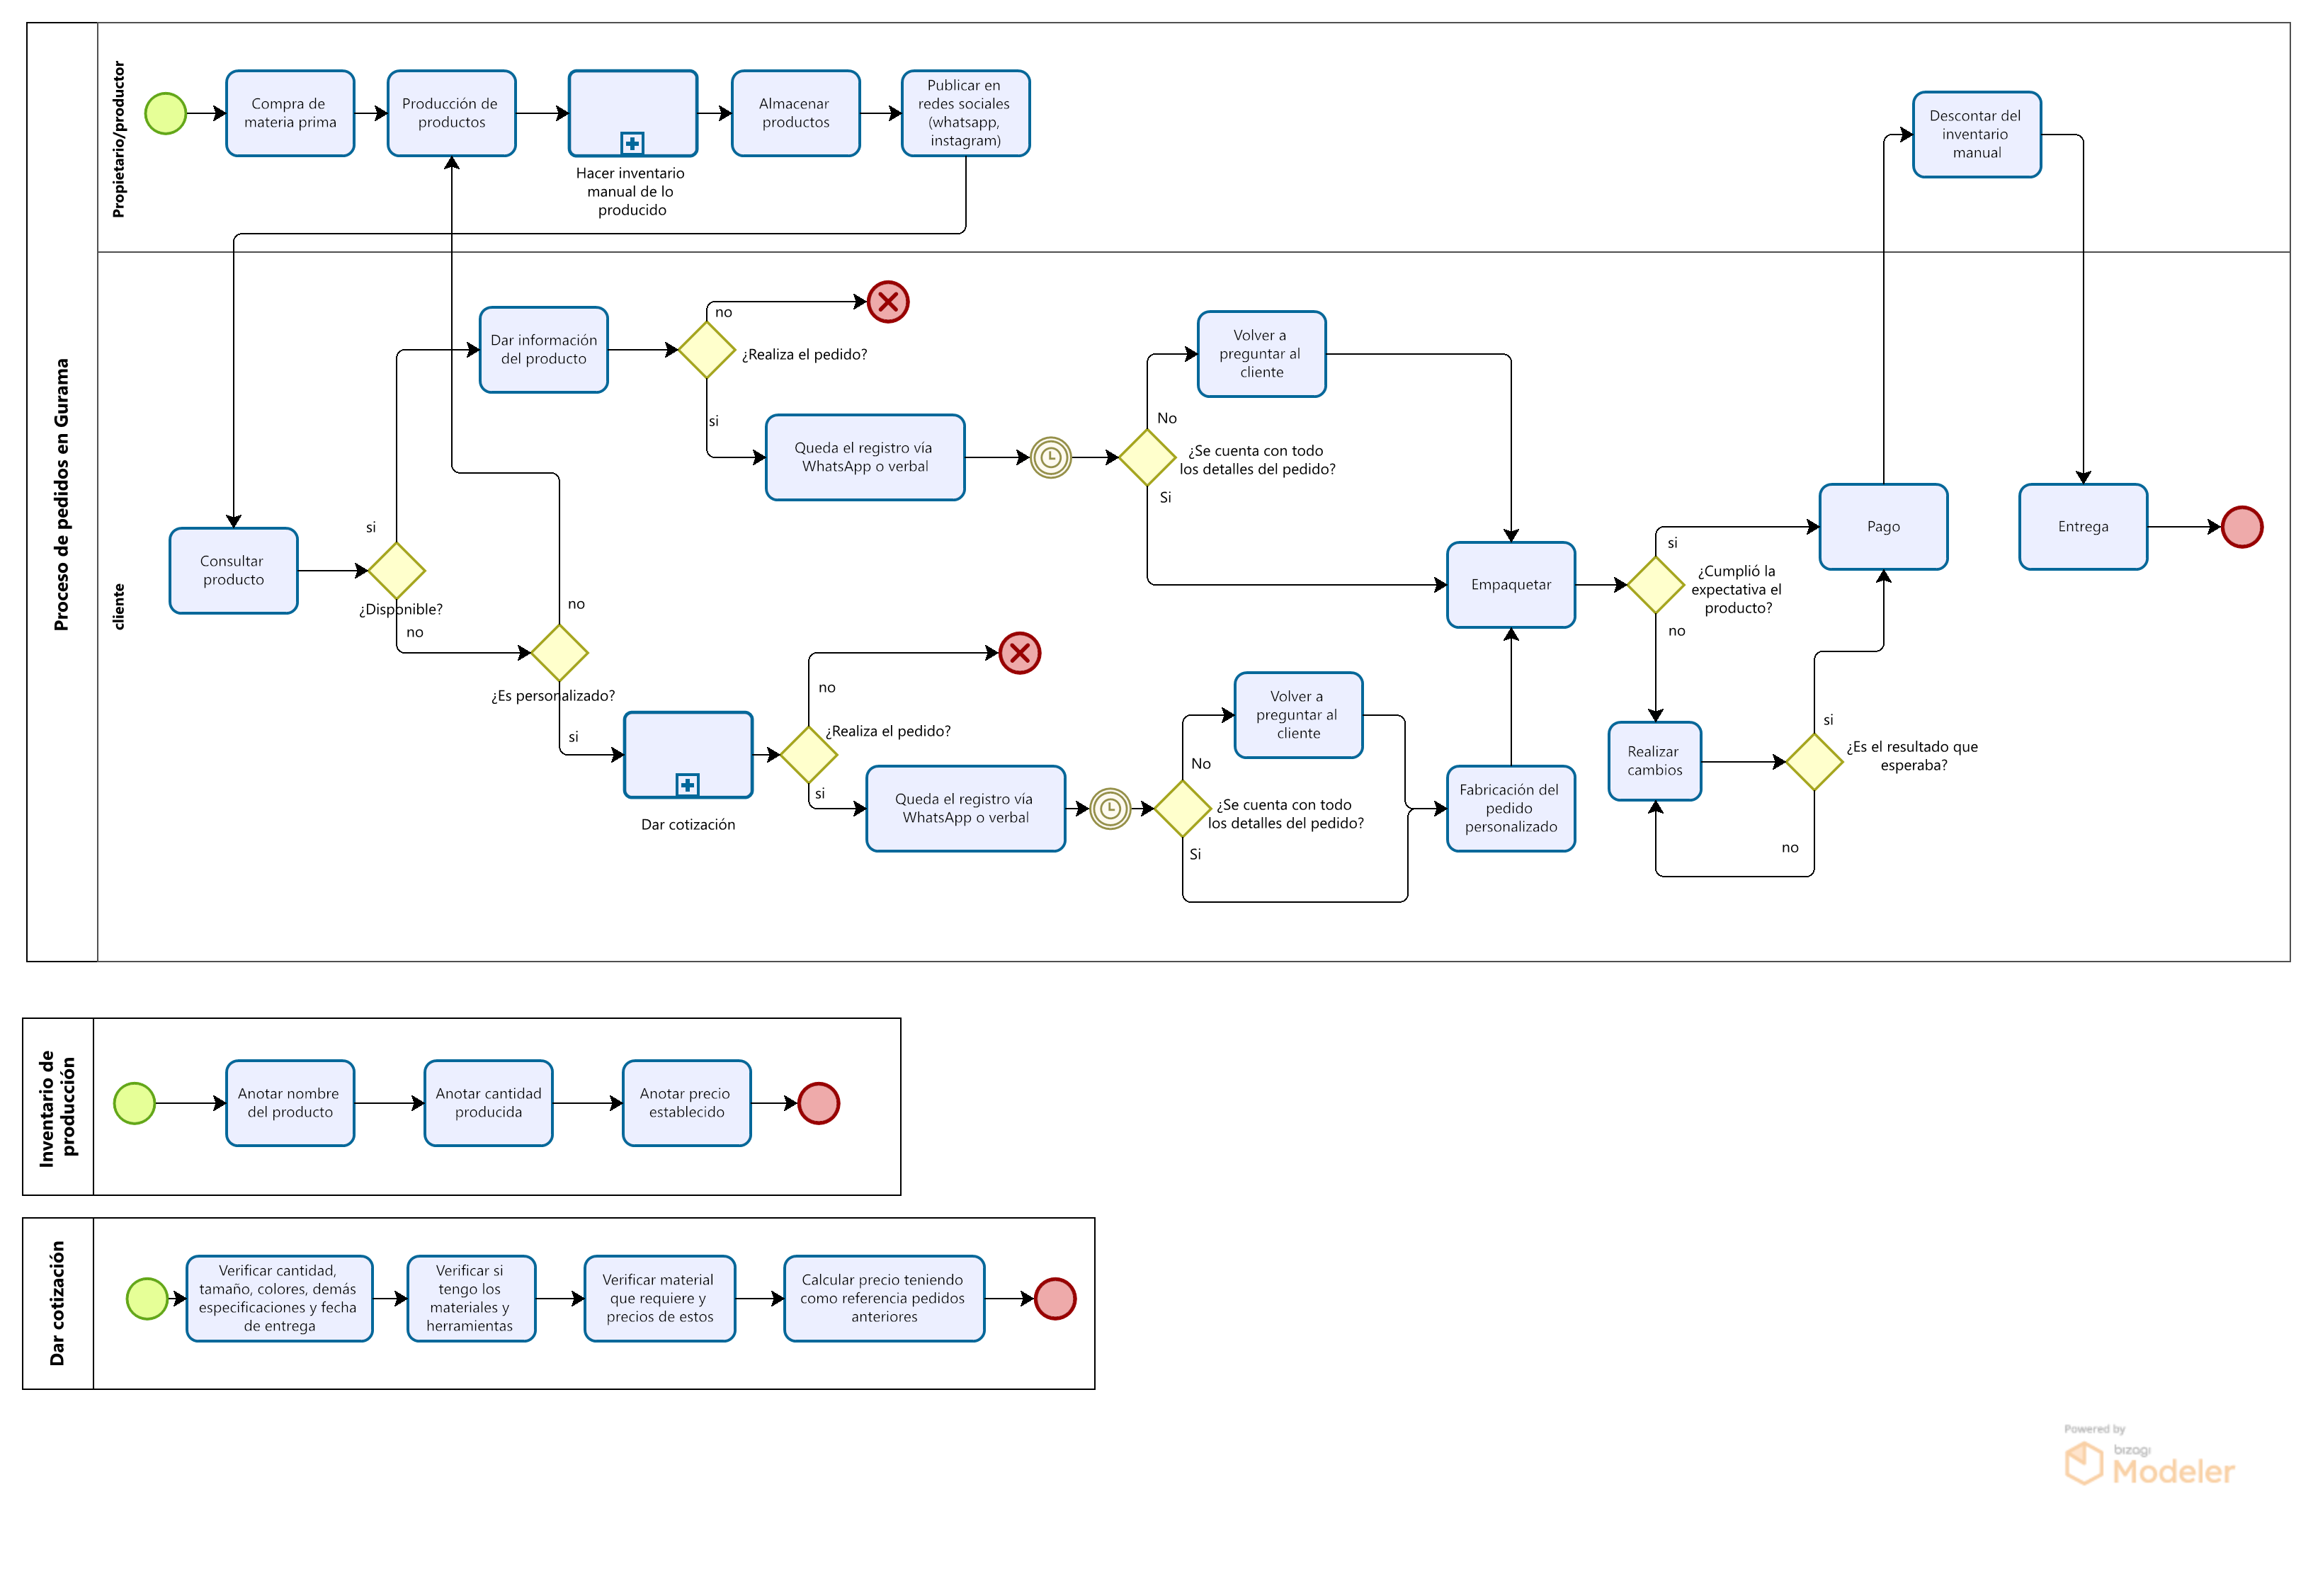 Proceso de pedidos en Gurama
Propietario/productor
Compra de
materia prima
Producción de
productos
Hacer inventario
manual de lo
producido
Almacenar
productos
Publicar en
redes sociales
(whatsapp,
instagram)
Descontar del
inventario
manual
cliente
Consultar
producto
¿Disponible?
si
no
Dar información
del producto
¿Realiza el pedido?
no
si
Queda el registro vía
WhatsApp o verbal
¿Se cuenta con todo
los detalles del pedido?
No
Si
Volver a
preguntar al
cliente
¿Es personalizado?
no
si
Dar cotización
¿Realiza el pedido?
no
si
Queda el registro vía
WhatsApp o verbal
¿Se cuenta con todo
los detalles del pedido?
No
Si
Volver a
preguntar al
cliente
Fabricación del
pedido
personalizado
Empaquetar
¿Cumplió la
expectativa el
producto?
si
no
Realizar
cambios
¿Es el resultado que
esperaba?
si
no
Pago
Entrega
Inventario de
producción
Anotar nombre
del producto
Anotar cantidad
producida
Anotar precio
establecido
Dar cotización
Verificar cantidad,
tamaño, colores, demás
especificaciones y fecha
de entrega
Verificar si
tengo los
materiales y
herramientas
Verificar material
que requiere y
precios de estos
Calcular precio teniendo
como referencia pedidos
anteriores
Powered by
bizagi
Modeler